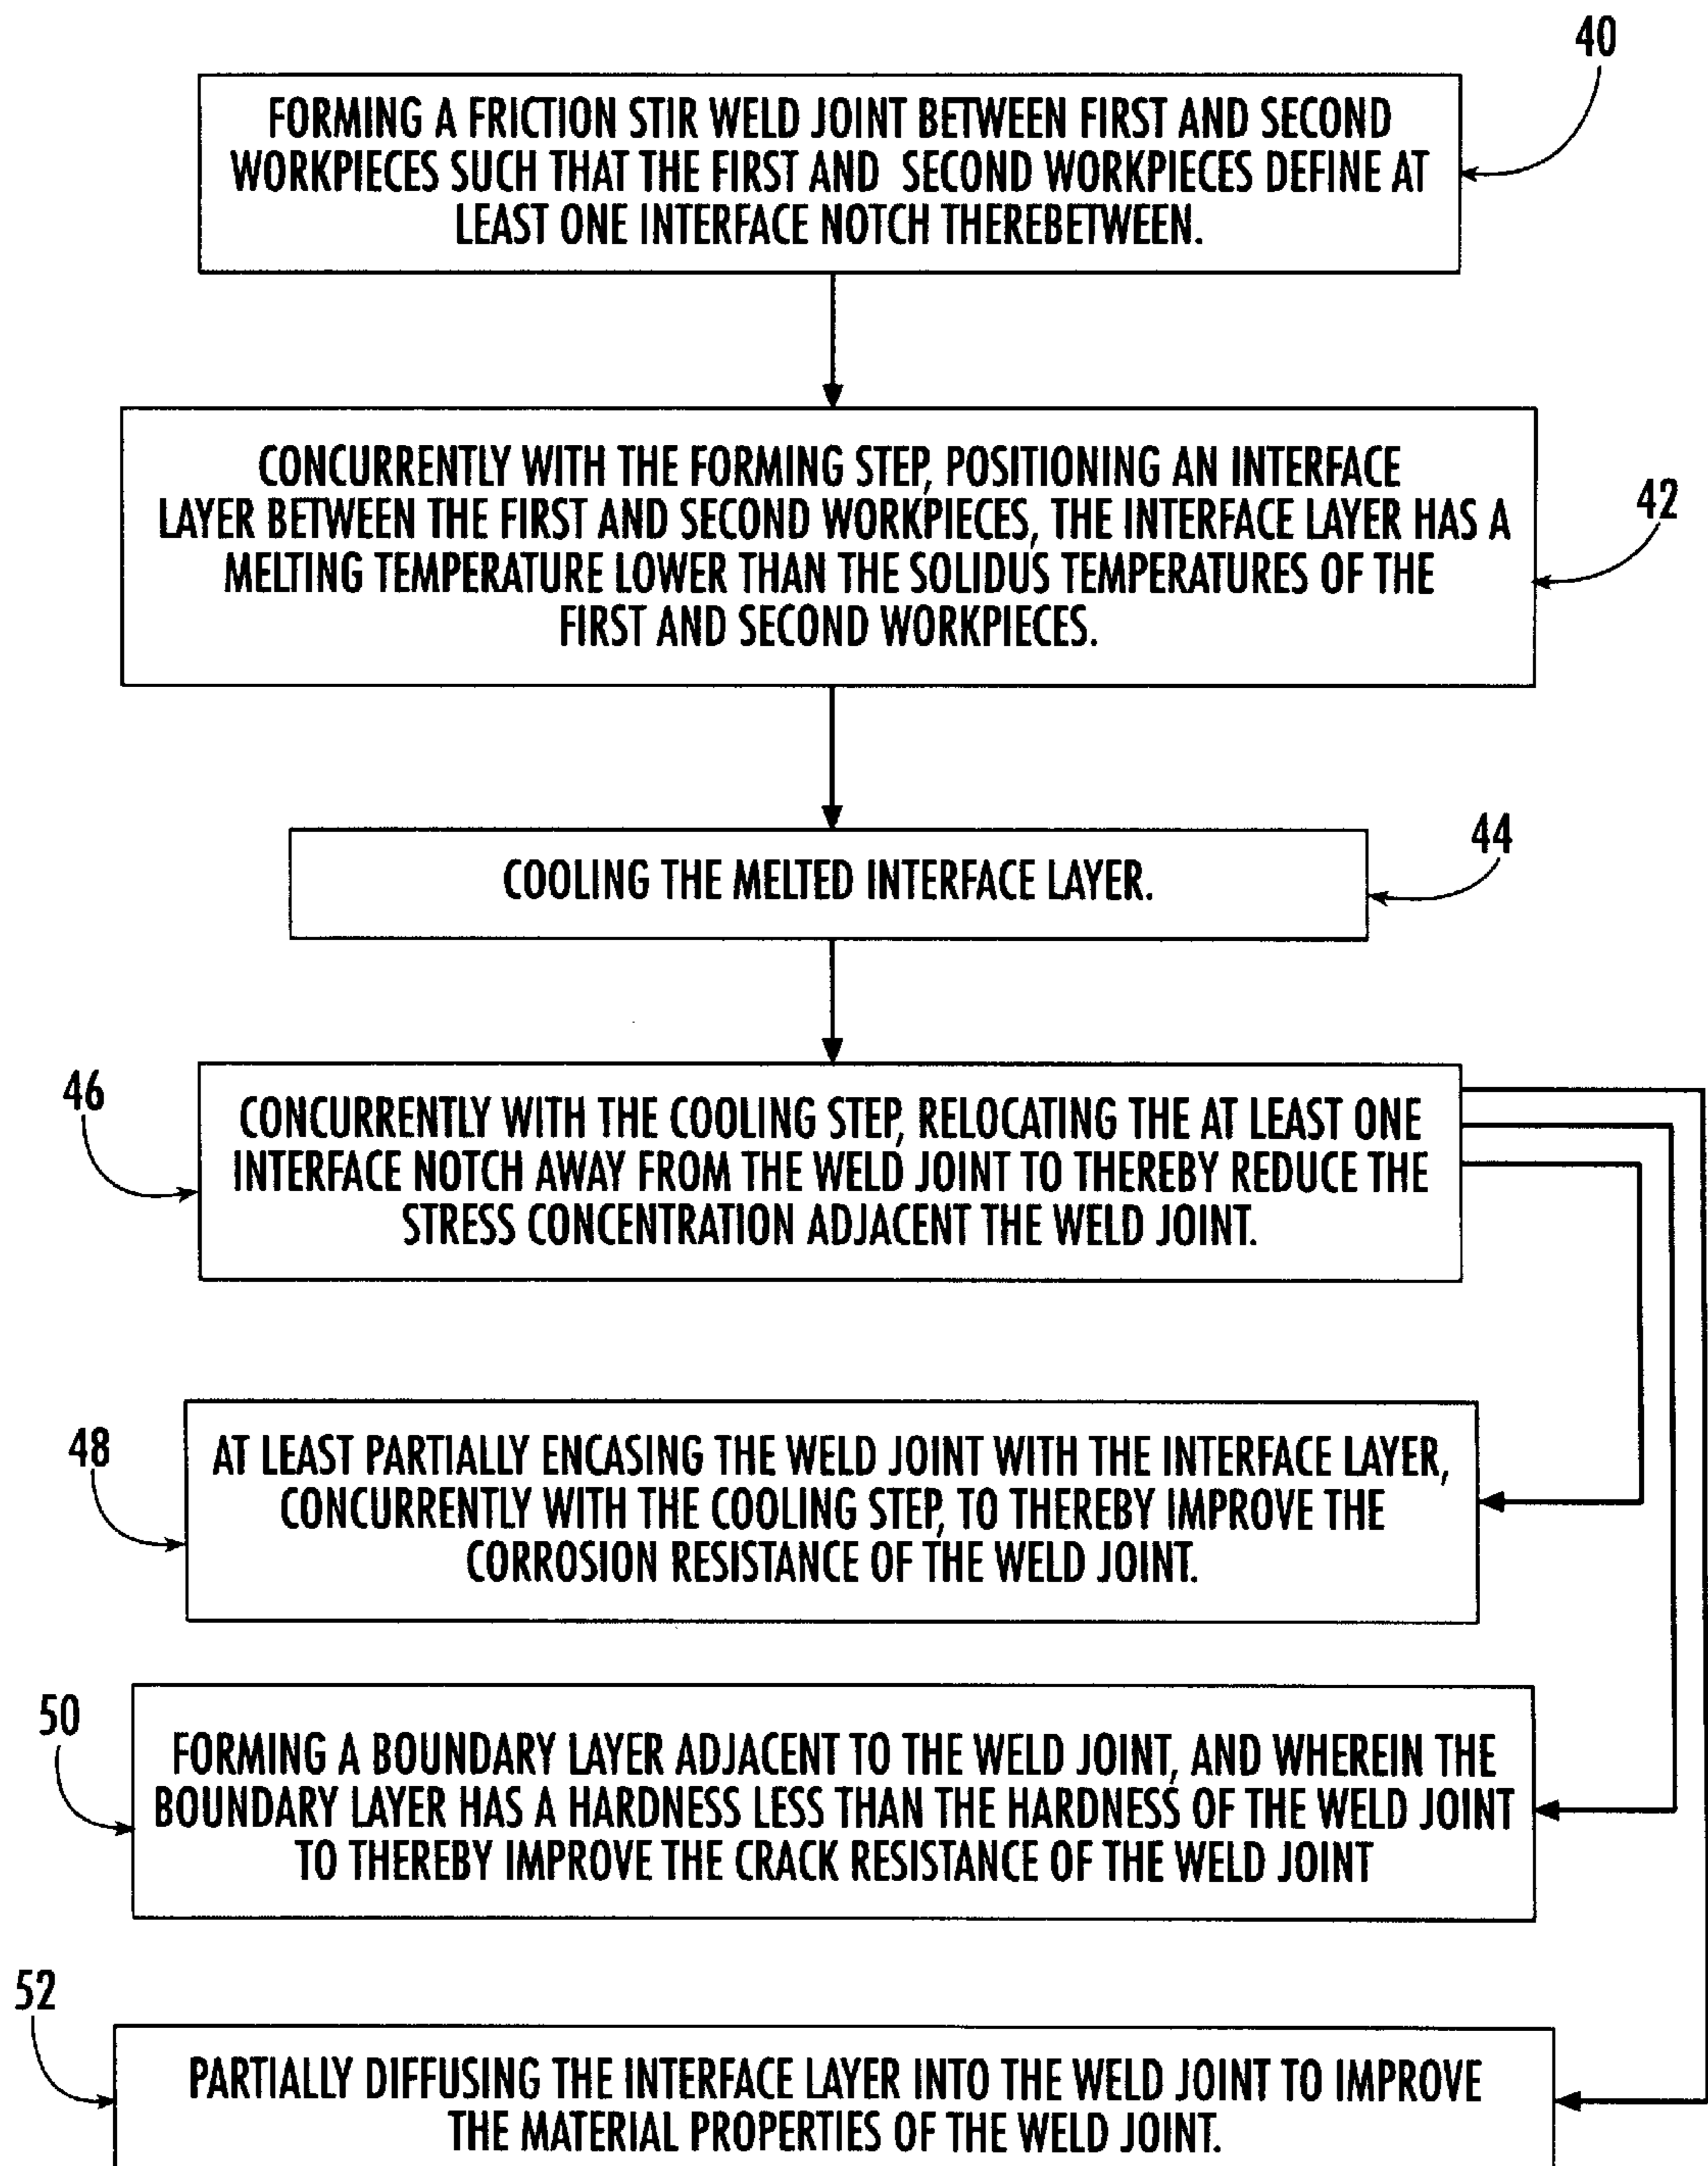 40
FORMING A FRICTION STIR WELD JOINT BETWEEN FIRST AND SECOND
WORKPIECES SUCH THAT THE FIRST AND SECOND WORKPIECES DEFINE AT
LEAST ONE INTERFACE NOTCH THEREBETWEEN.
CONCURRENTLY WITH THE FORMING STEP, POSITIONING AN INTERFACE
LAYER BETWEEN THE FIRST AND SECOND WORKPIECES, THE INTERFACE LAYER HAS A
MELTING TEMPERATURE LOWER THAN THE SOLIDUS TEMPERATURES OF THE
FIRST AND SECOND WORKPIECES.
42
COOLING THE MELTED INTERFACE LAYER.
44
46
CONCURRENTLY WITH THE COOLING STEP, RELOCATING THE AT LEAST ONE
INTERFACE NOTCH AWAY FROM THE WELD JOINT TO THEREBY REDUCE THE
STRESS CONCENTRATION ADJACENT THE WELD JOINT.
48
AT LEAST PARTIALLY ENCASING THE WELD JOINT WITH THE INTERFACE LAYER,
CONCURRENTLY WITH THE COOLING STEP, TO THEREBY IMPROVE THE
CORROSION RESISTANCE OF THE WELD JOINT.
50
FORMING A BOUNDARY LAYER ADJACENT TO THE WELD JOINT, AND WHEREIN THE
BOUNDARY LAYER HAS A HARDNESS LESS THAN THE HARDNESS OF THE WELD JOINT
TO THEREBY IMPROVE THE CRACK RESISTANCE OF THE WELD JOINT
52
PARTIALLY DIFFUSING THE INTERFACE LAYER INTO THE WELD JOINT TO IMPROVE
THE MATERIAL PROPERTIES OF THE WELD JOINT.